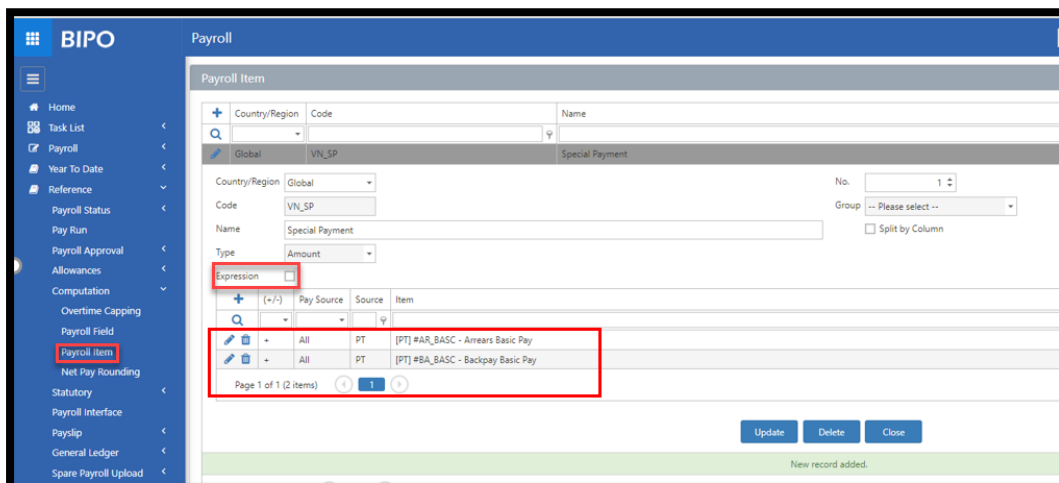 BIPO
Payroll
Payroll Item
Home
Task List
Payroll
Year To Date
Reference
Payroll Status
Pay Run
Payroll Approval
Allowances
Computation
Overtime Capping
Payroll Field
Payroll Item
Net Pay Rounding
Statutory
Payroll Interface
Payslip
General Ledger
Spare Payroll Upload
Country/Region Code Name
Global VN_SP Special Payment
Country/Region Global No. 1
Code VN_SP Group -- Please select --
Name Special Payment Split by Column
Type Amount
Expression
(+/-) Pay Source Source Item
+ All PT [PT] #AR_BASC - Arrears Basic Pay
+ All PT [PT] #BA_BASC - Backpay Basic Pay
Page 1 of 1 (2 items) 1
Update Delete Close
New record added.